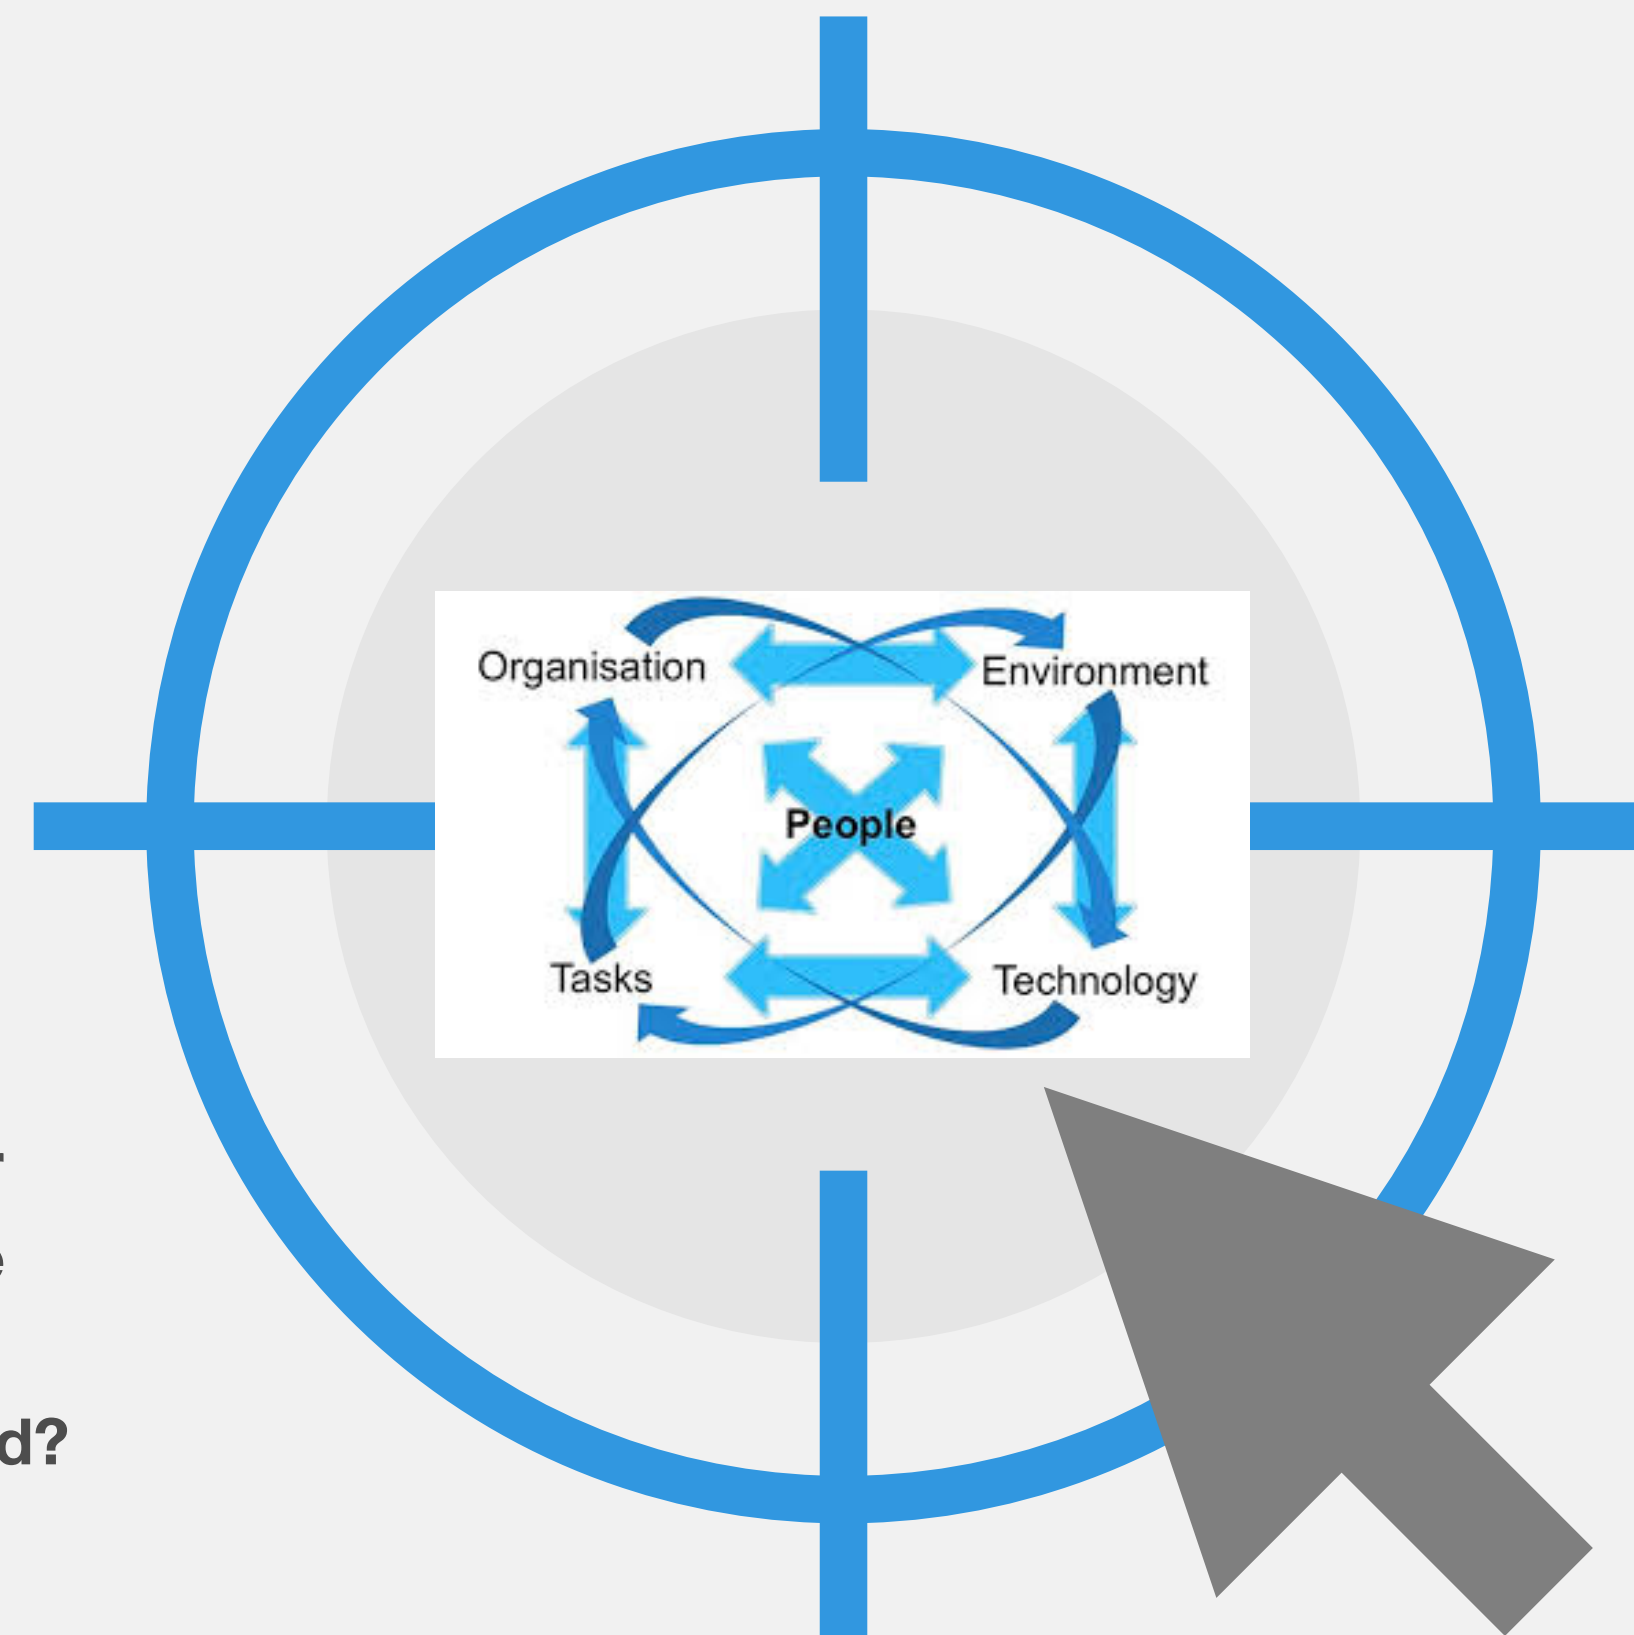 Organisation
Environment
People
Tasks
Technology
d?